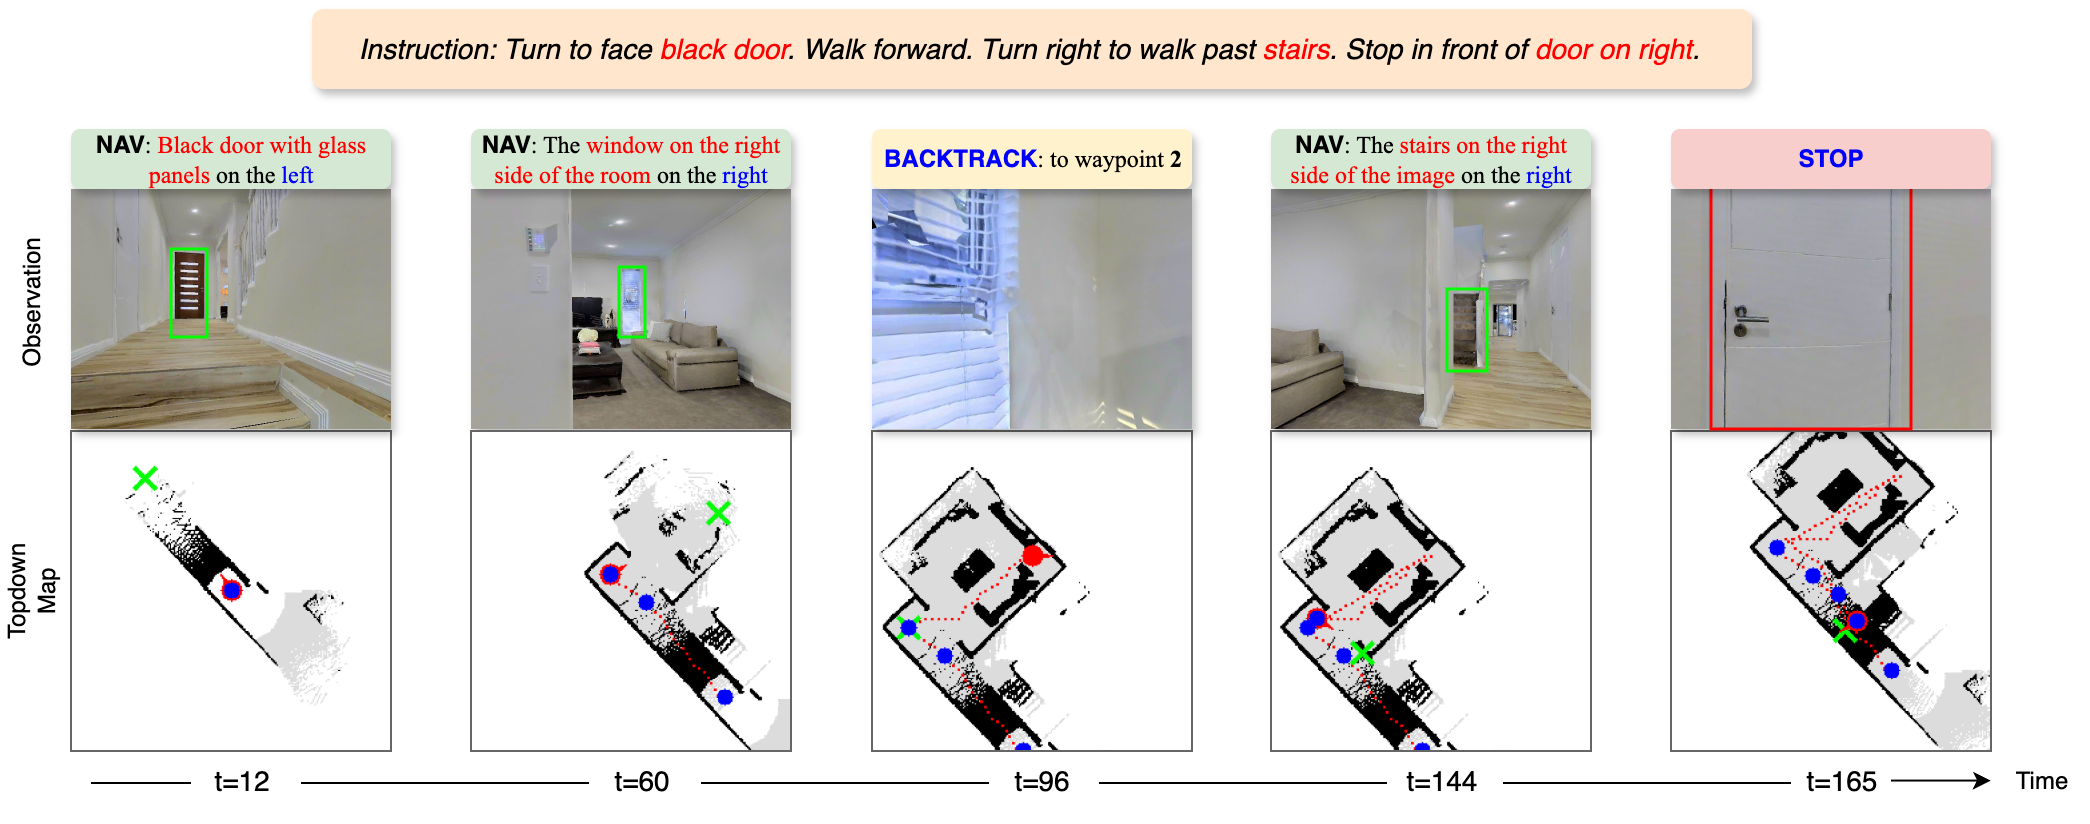 Instruction: Turn to face black door. Walk forward. Turn right to walk past stairs. Stop in front of door on right.
NAV: Black door with glass
panels on the left
NAV: The window on the right
side of the room on the right
BACKTRACK: to waypoint 2
NAV: The stairs on the right
side of the image on the right
STOP
Observation
Topdown
Map
t=12
t=60
t=96
t=144
t=165
Time